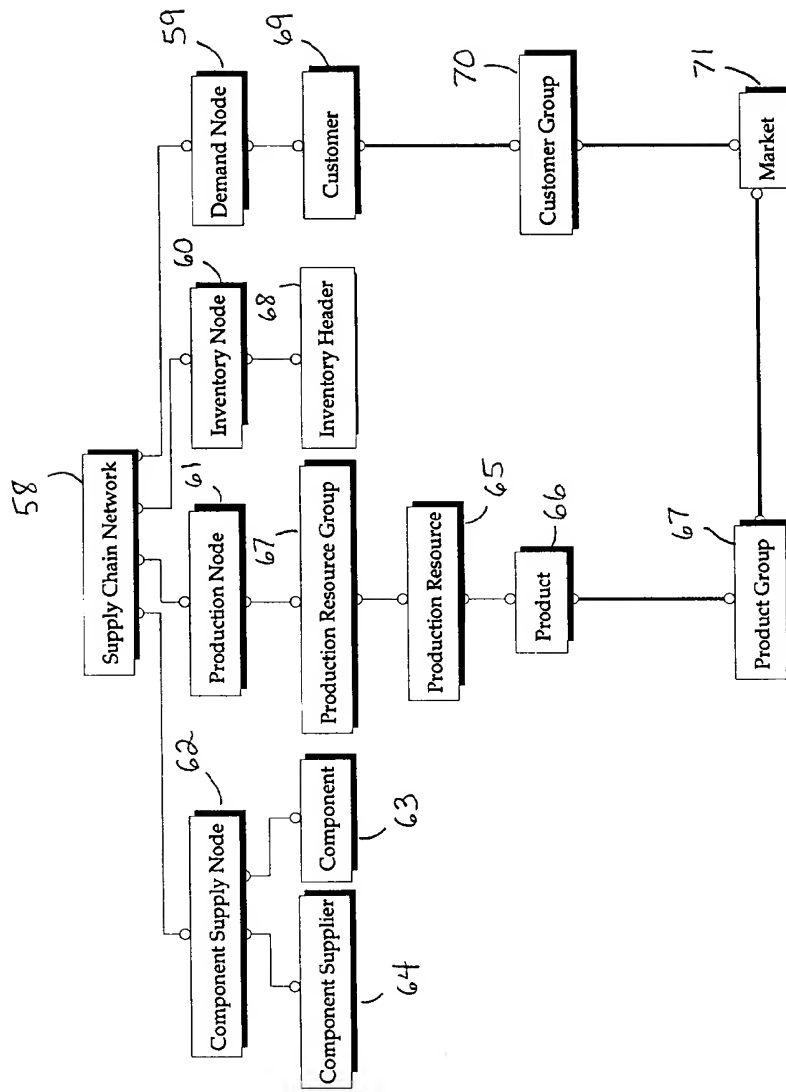 58
Supply Chain Network
62
Component Supply Node
61
Production Node
60
Inventory Node
59
Demand Node
64
Component Supplier
63
Component
67
Production Resource Group
68
Inventory Header
69
Customer
65
Production Resource
70
Customer Group
66
Product
67
Product Group
71
Market